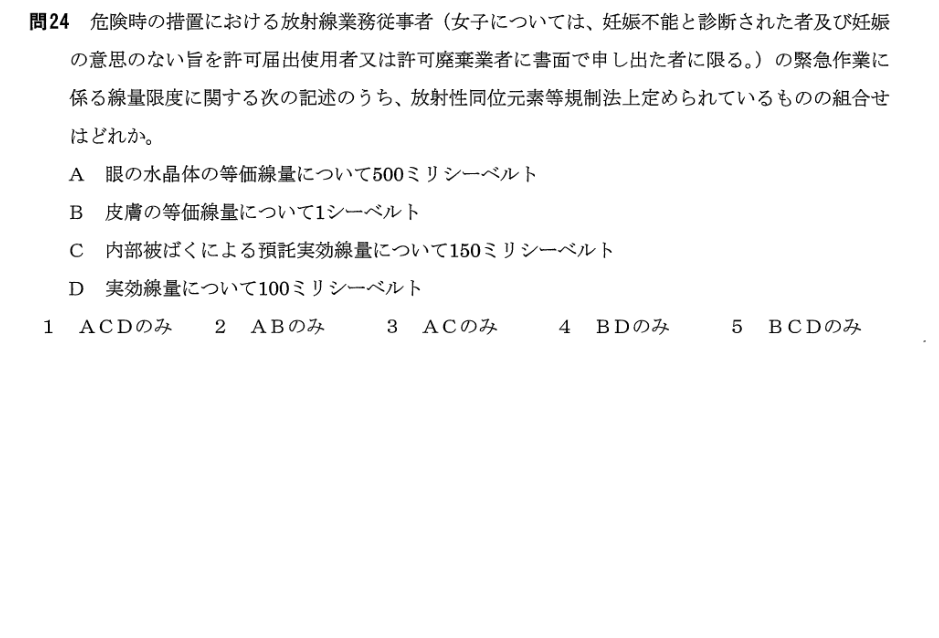 問24 危険時の措置における放射線業務従事者（女子については、妊娠不能と診断された者及び妊娠
の意思のない旨を許可届出使用者又は許可廃棄業者に書面で申し出た者に限る。）の緊急作業に
係る線量限度に関する次の記述のうち、放射性同位元素等規制法上定められているものの組合せ
はどれか。
A 眼の水晶体の等価線量について500ミリシーベルト
B 皮膚の等価線量について1シーベルト
C 内部被ばくによる預託実効線量について150ミリシーベルト
D 実効線量について100ミリシーベルト
1 ACDのみ 2 ABのみ 3 ACのみ 4 BDのみ 5 BCDのみ